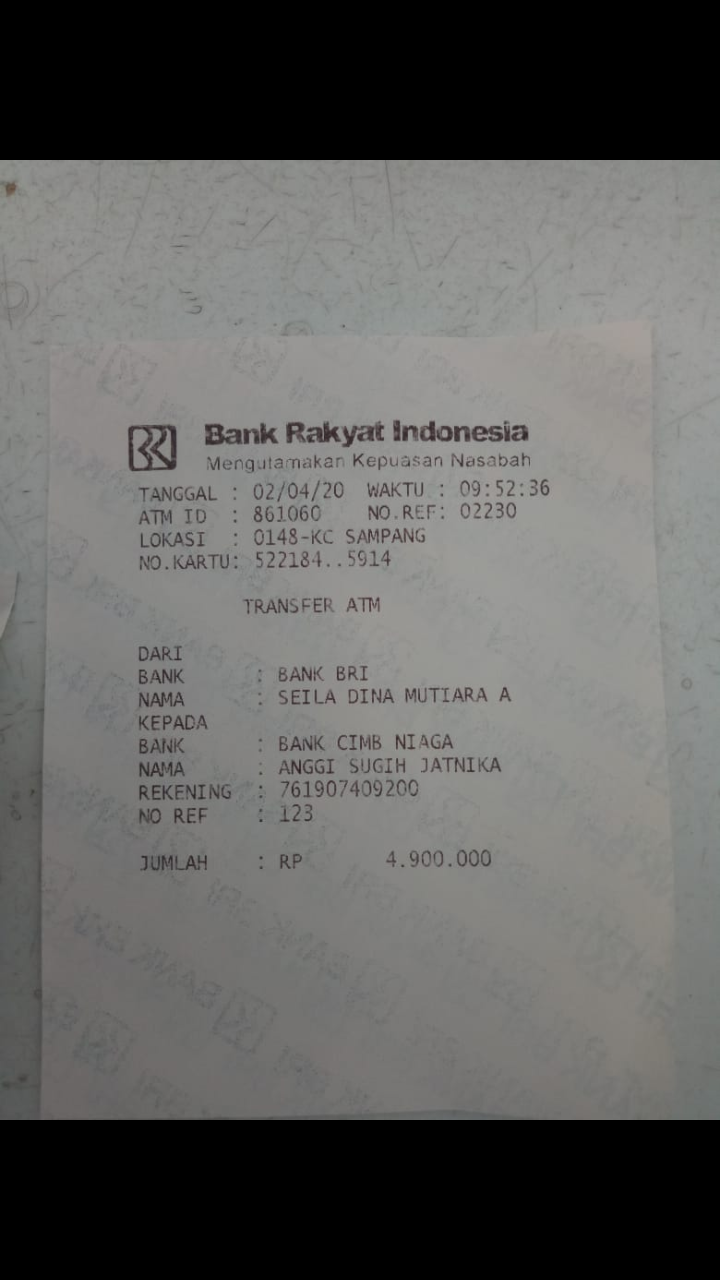 Bank Rakyat Indonesia
Mengutamakan Kepuasan Nasabah
TANGGAL : 02/04/20 WAKTU : 09:52:36
ATM ID : 861060 NO.REF: 02230
LOKASI : 0148-KC SAMPANG
NO.KARTU: 522184..5914
TRANSFER ATM
DARI
BANK : BANK BRI
NAMA : SEILA DINA MUTIARA A
KEPADA
BANK : BANK CIMB NIAGA
NAMA : ANGGI SUGIH JATNIKA
REKENING : 761907409200
NO REF : 123
JUMLAH : RP 4.900.000